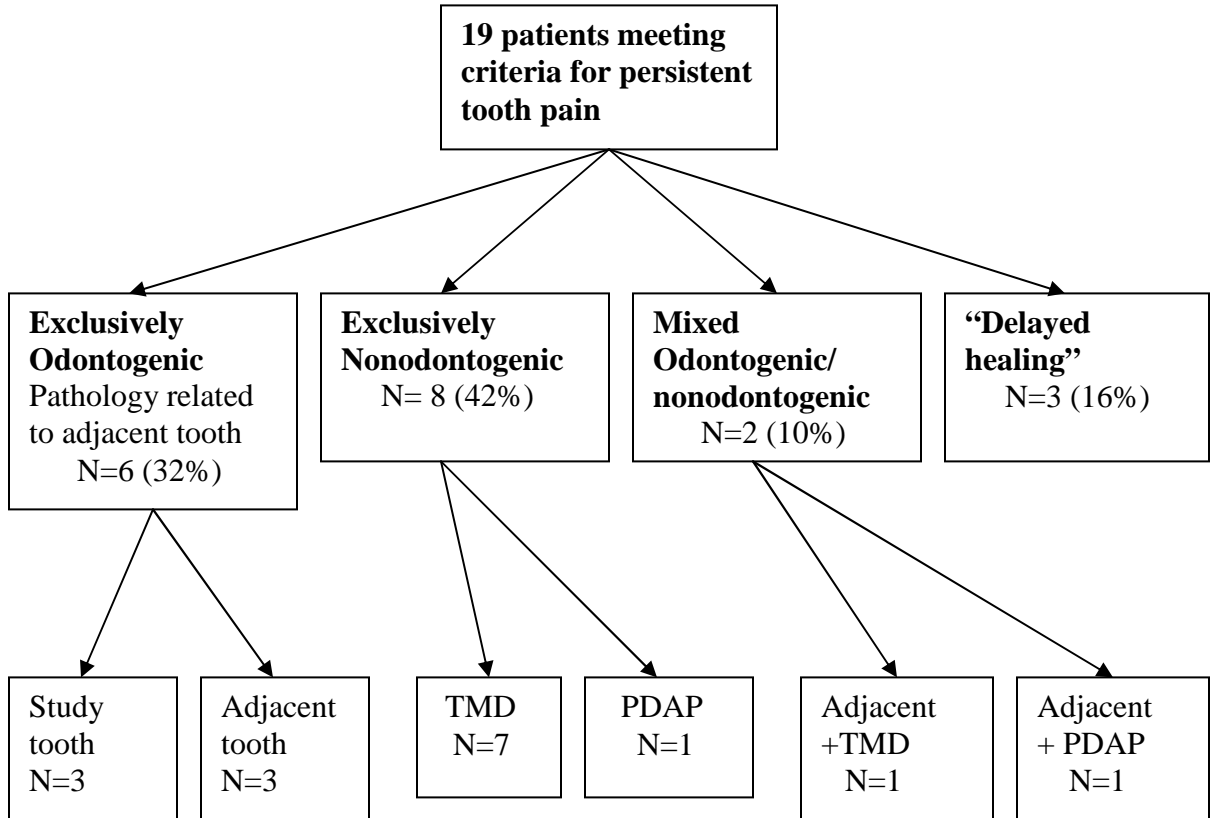 19 patients meeting
criteria for persistent
tooth pain
Exclusively
Odontogenic
Pathology related
to adjacent tooth
N=6 (32%)
Exclusively
Nonodontogenic
N= 8 (42%)
Mixed
Odontogenic/
nonodontogenic
N=2 (10%)
“Delayed
healing”
N=3 (16%)
Study
tooth
N=3
Adjacent
tooth
N=3
TMD
N=7
PDAP
N=1
Adjacent
+TMD
N=1
Adjacent
+ PDAP
N=1